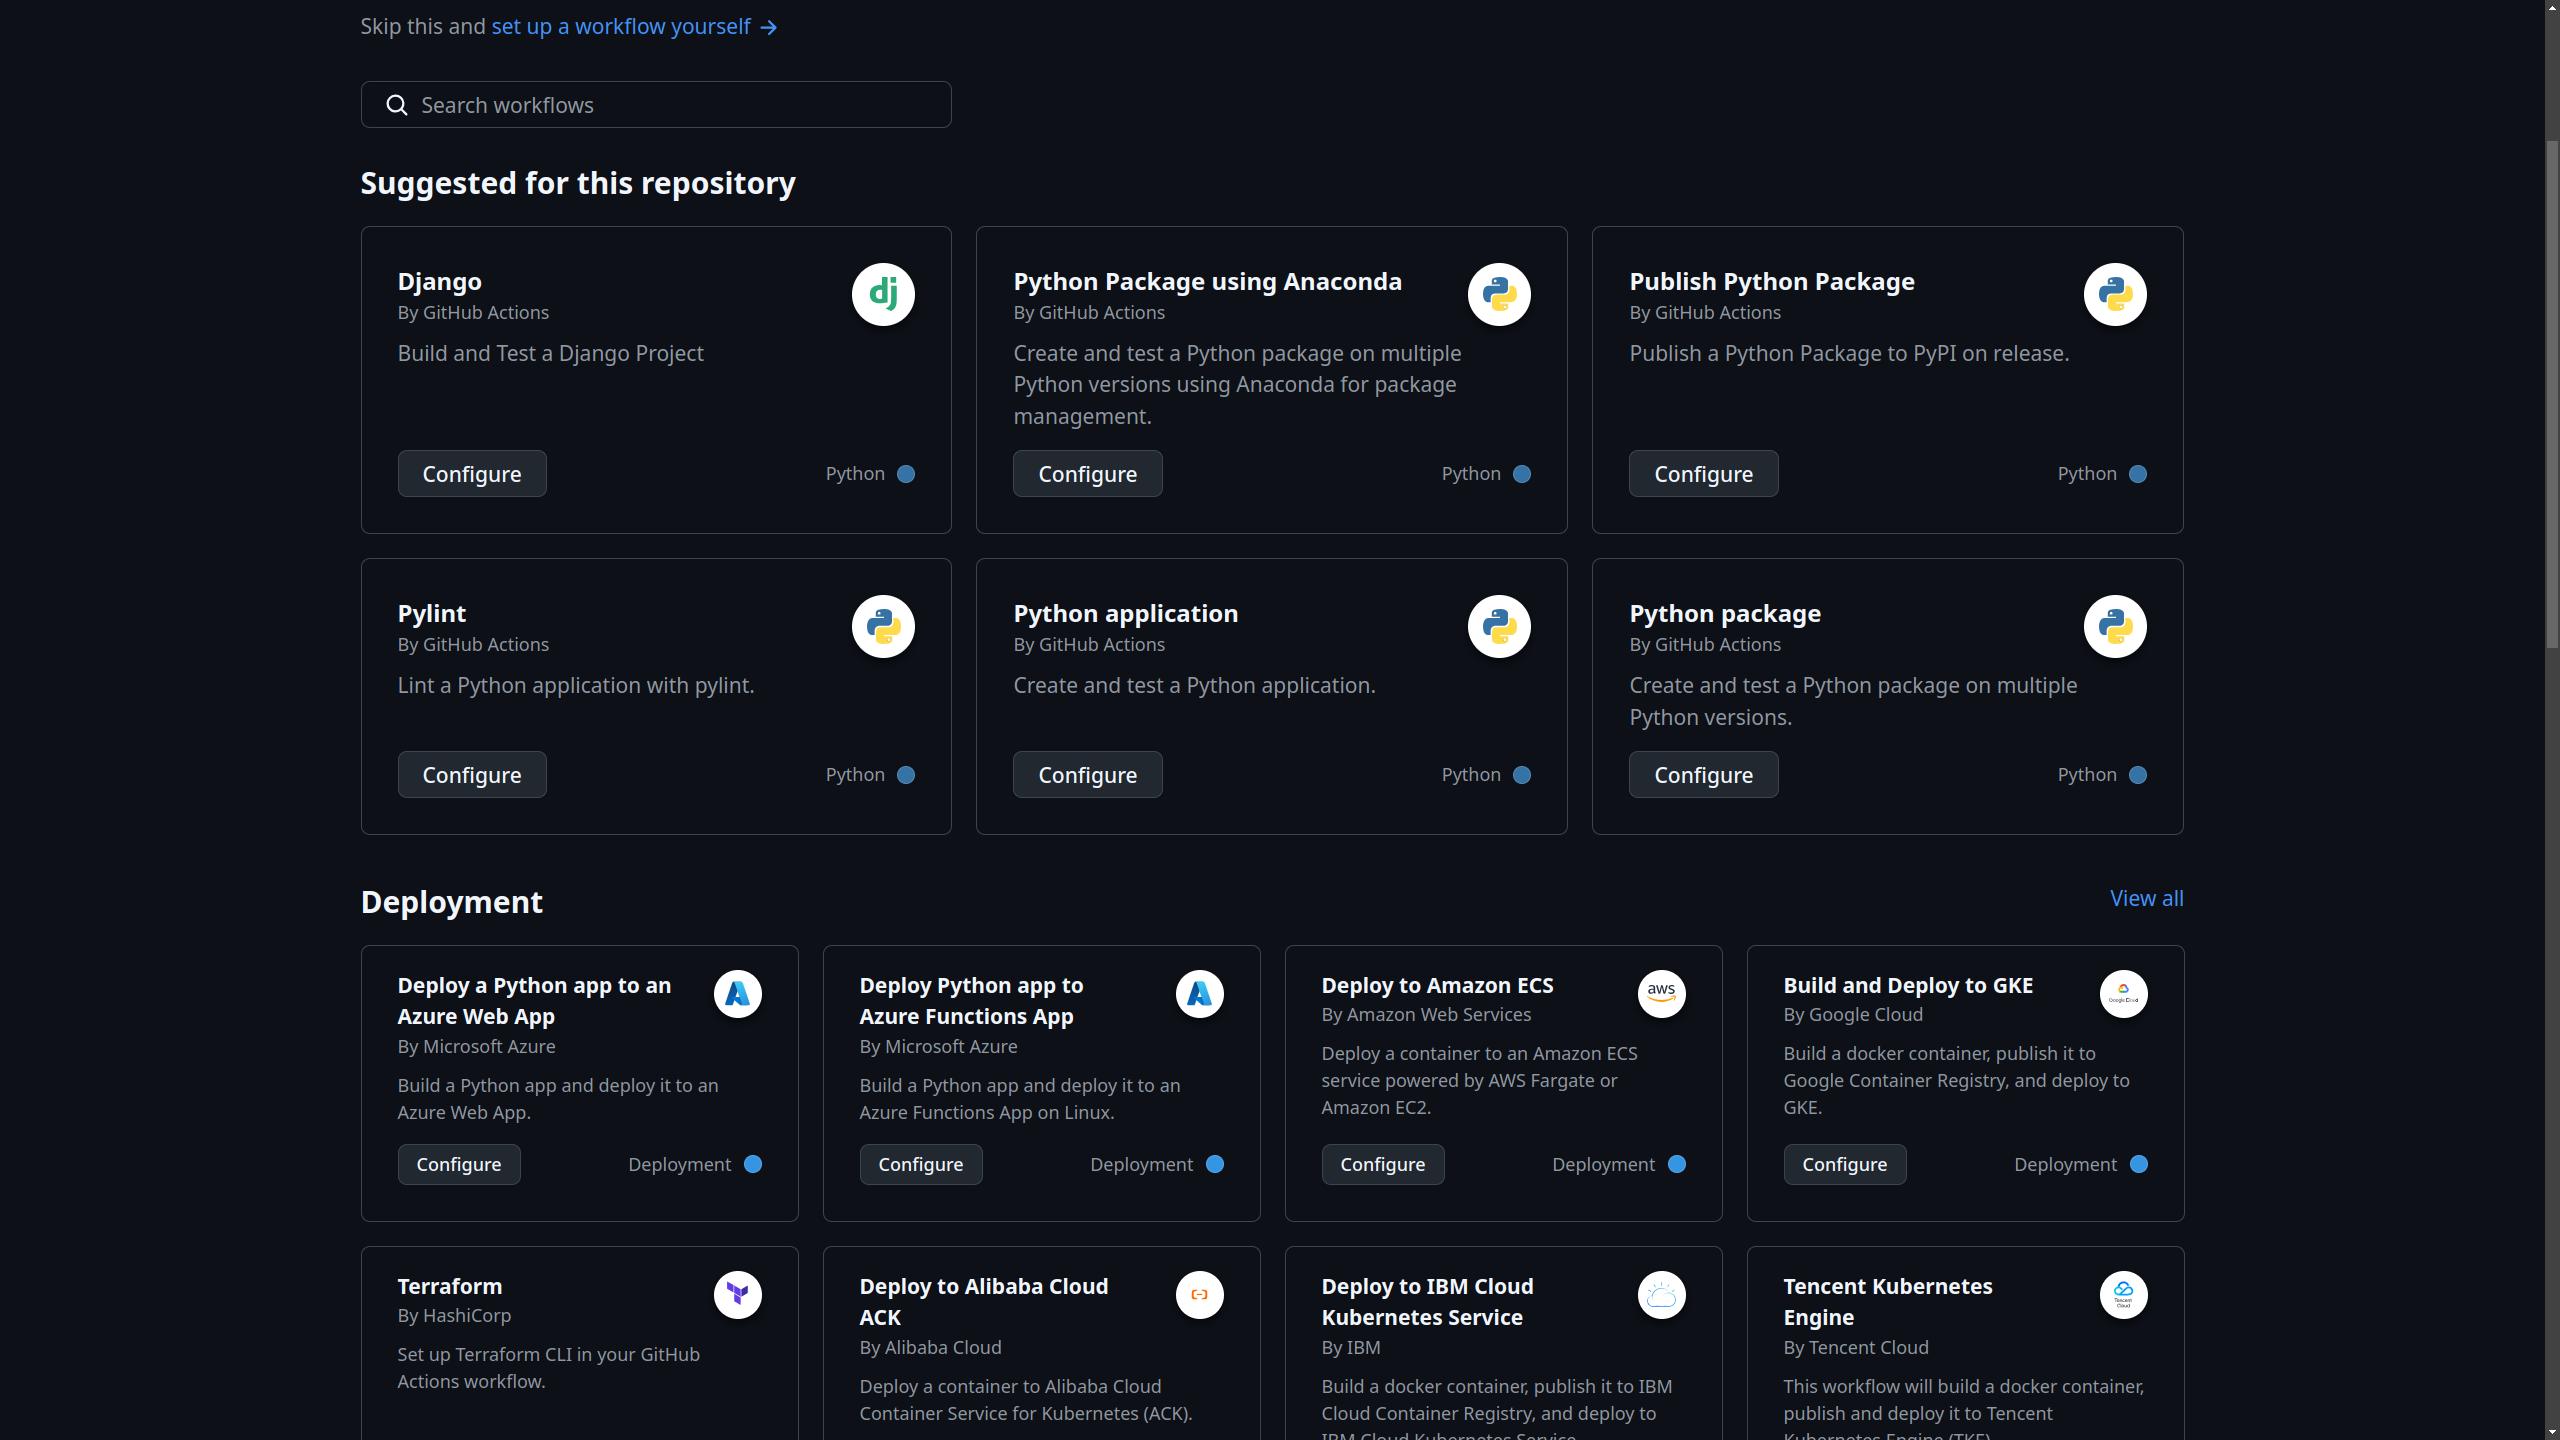 Skip this and set up a workflow yourself →
Search workflows
Suggested for this repository
Django
By GitHub Actions
Build and Test a Django Project
Configure
Python
Python Package using Anaconda
By GitHub Actions
Create and test a Python package on multiple
Python versions using Anaconda for package
management.
Configure
Python
Publish Python Package
By GitHub Actions
Publish a Python Package to PyPI on release.
Configure
Python
Pylint
By GitHub Actions
Lint a Python application with pylint.
Configure
Python
Python application
By GitHub Actions
Create and test a Python application.
Configure
Python
Python package
By GitHub Actions
Create and test a Python package on multiple
Python versions.
Configure
Python
Deployment
View all
Deploy a Python app to an
Azure Web App
By Microsoft Azure
Build a Python app and deploy it to an
Azure Web App.
Configure
Deployment
Deploy Python app to
Azure Functions App
By Microsoft Azure
Build a Python app and deploy it to an
Azure Functions App on Linux.
Configure
Deployment
Deploy to Amazon ECS
aws
By Amazon Web Services
Deploy a container to an Amazon ECS
service powered by AWS Fargate or
Amazon EC2.
Configure
Deployment
Build and Deploy to GKE
Google Cloud
By Google Cloud
Build a docker container, publish it to
Google Container Registry, and deploy to
GKE.
Configure
Deployment
Terraform
By HashiCorp
Set up Terraform CLI in your GitHub
Actions workflow.
Deploy to Alibaba Cloud
ACK
By Alibaba Cloud
Deploy a container to Alibaba Cloud
Container Service for Kubernetes (ACK).
Deploy to IBM Cloud
Kubernetes Service
By IBM
Build a docker container, publish it to IBM
Cloud Container Registry, and deploy to
IBM Cloud Kubernetes Service.
Tencent Kubernetes
Engine
Tencent
Cloud
By Tencent Cloud
This workflow will build a docker container,
publish and deploy it to Tencent
Kubernetes Engine (TKE).